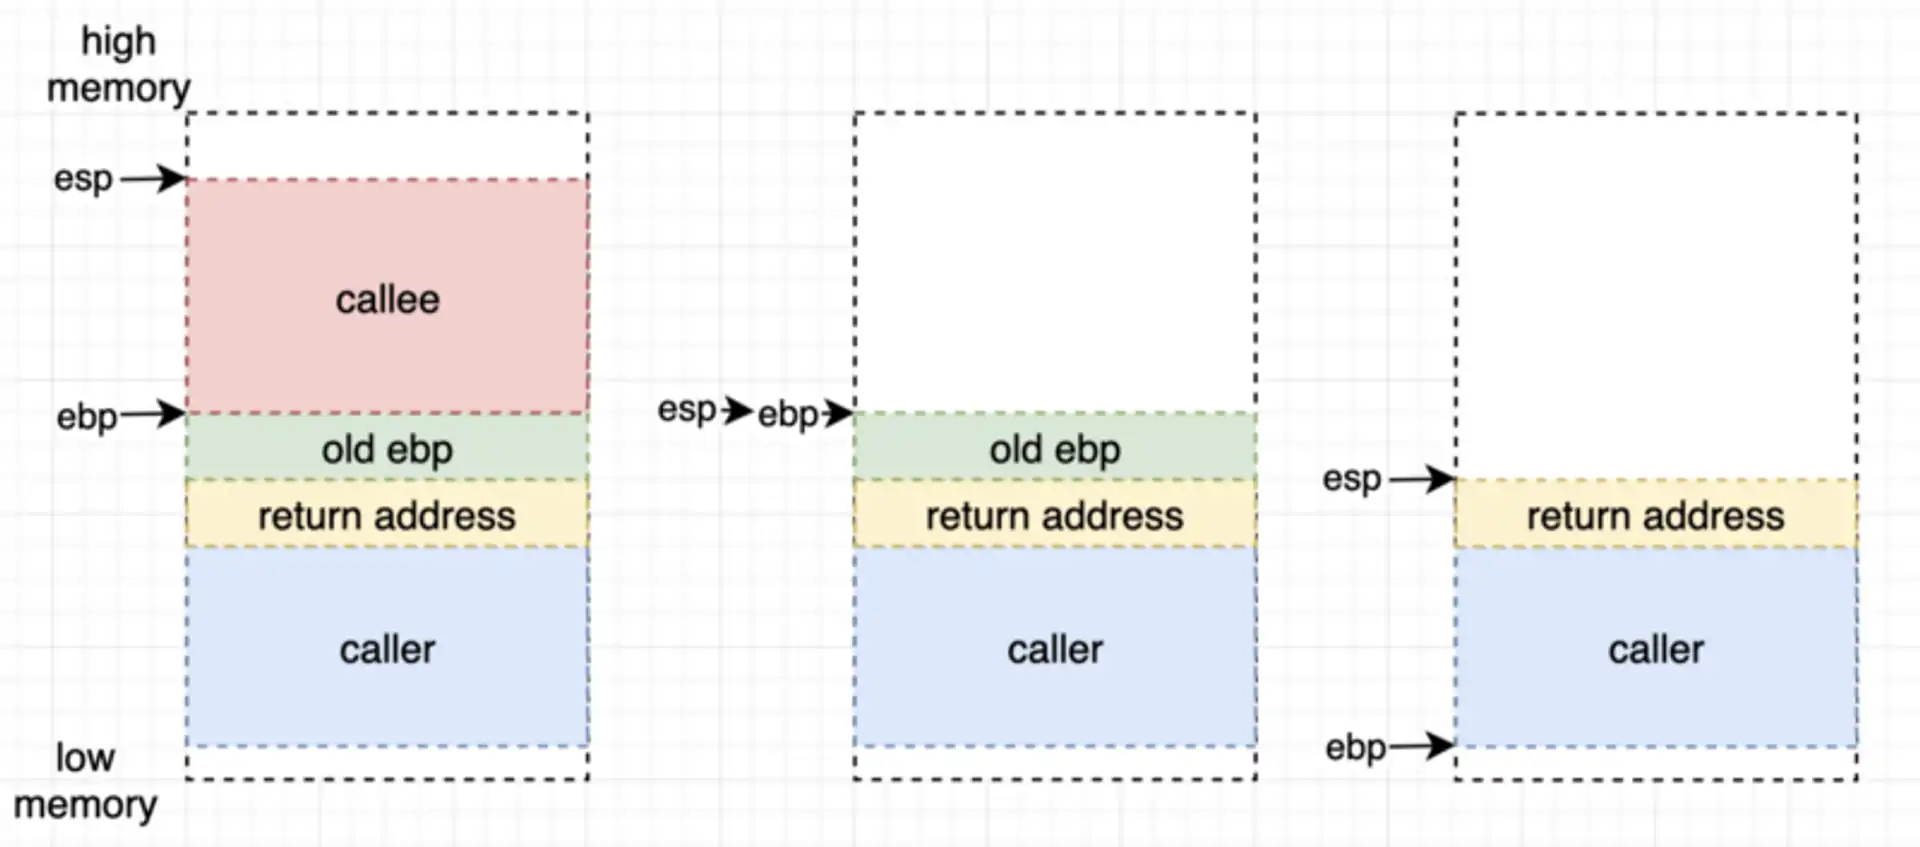 high
memory
esp
callee
ebp
old ebp
return address
caller
low
memory
esp
ebp
old ebp
return address
caller
esp
return address
caller
ebp